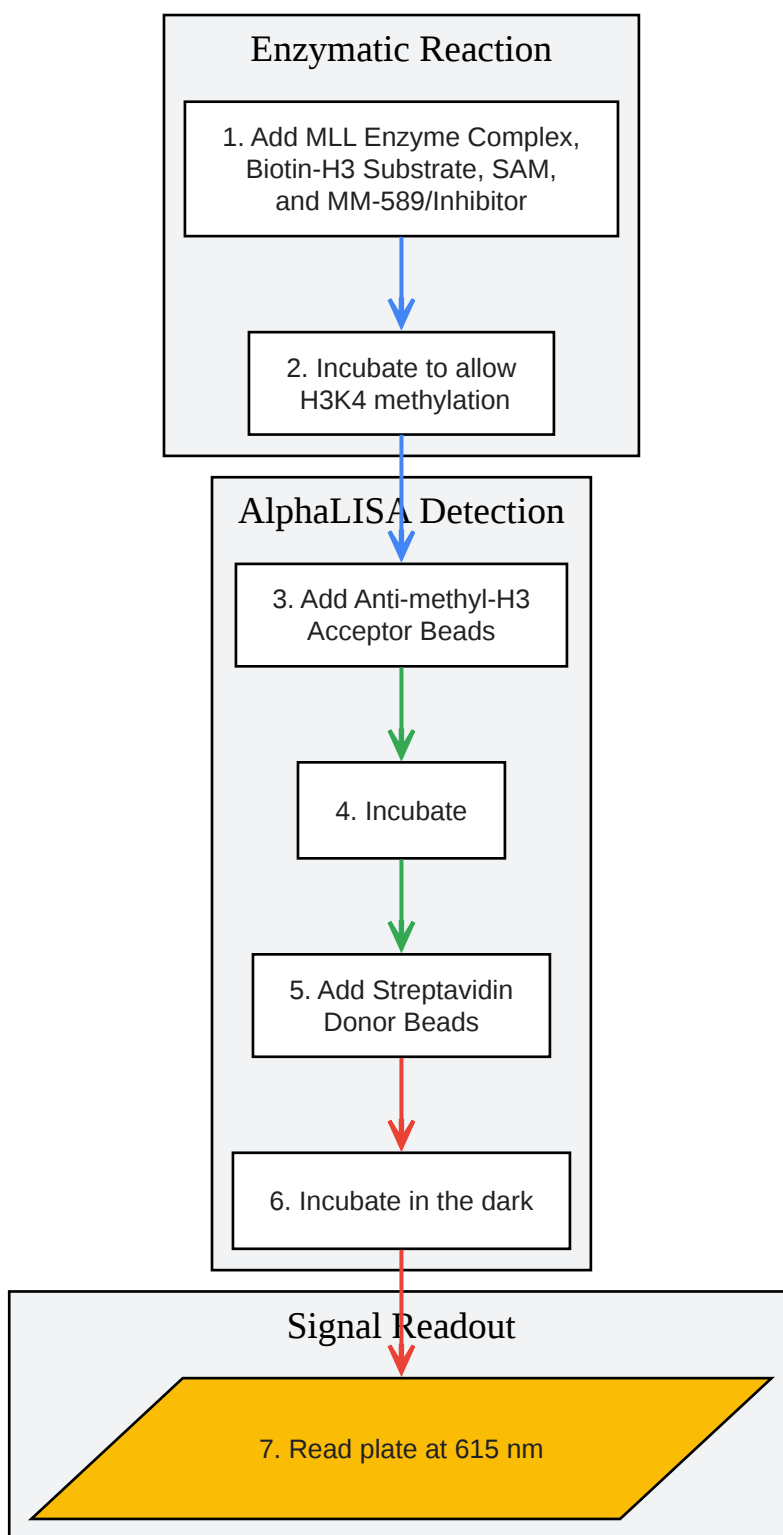 Enzymatic Reaction
1. Add MLL Enzyme Complex,
Biotin-H3 Substrate, SAM,
and MM-589/Inhibitor
2. Incubate to allow
H3K4 methylation
AlphaLISA Detection
3. Add Anti-methyl-H3
Acceptor Beads
4. Incubate
5. Add Streptavidin
Donor Beads
6. Incubate in the dark
Signal Readout
7. Read plate at 615 nm